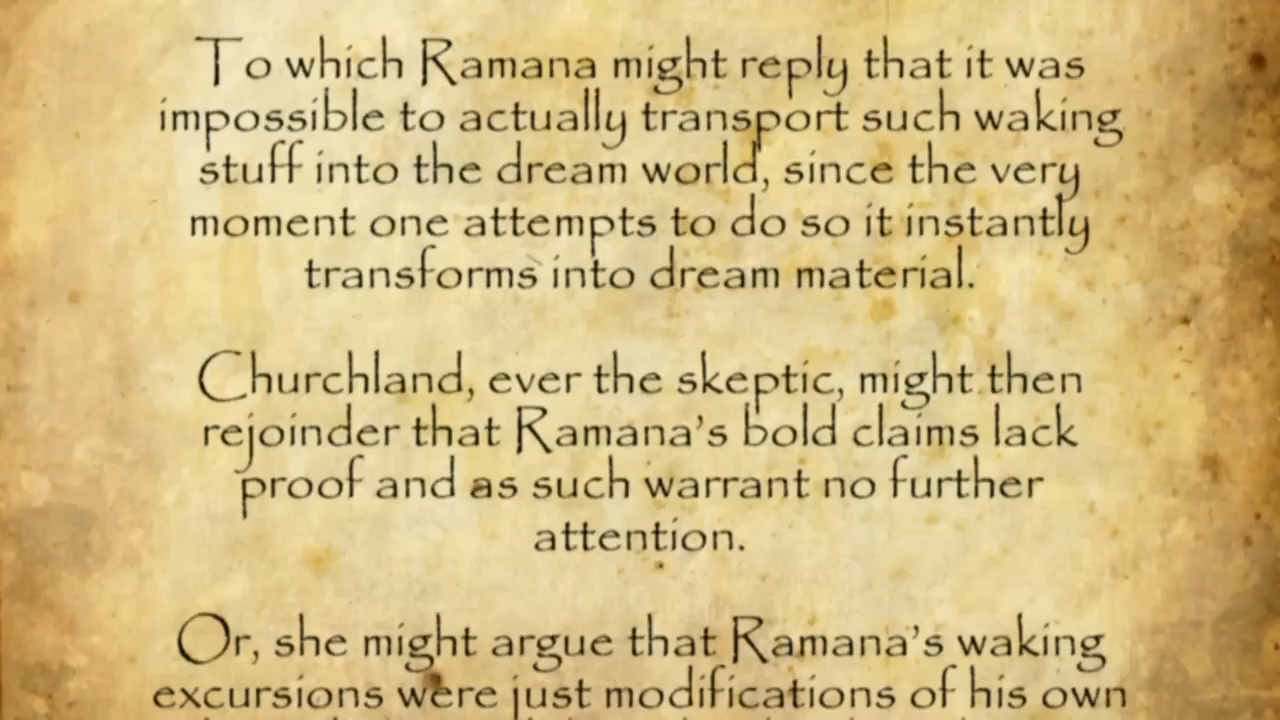 To which Ramana might reply that it was
impossible to actually transport such waking
stuff into the dream world, since the very
moment one attempts to do so it instantly
transforms into dream material.
Churchland, ever the skeptic, might then
rejoinder that Ramana's bold claims lack
proof and as such warrant no further
attention.
Or, she might argue that Ramana's waking
excursions were just modifications of his own